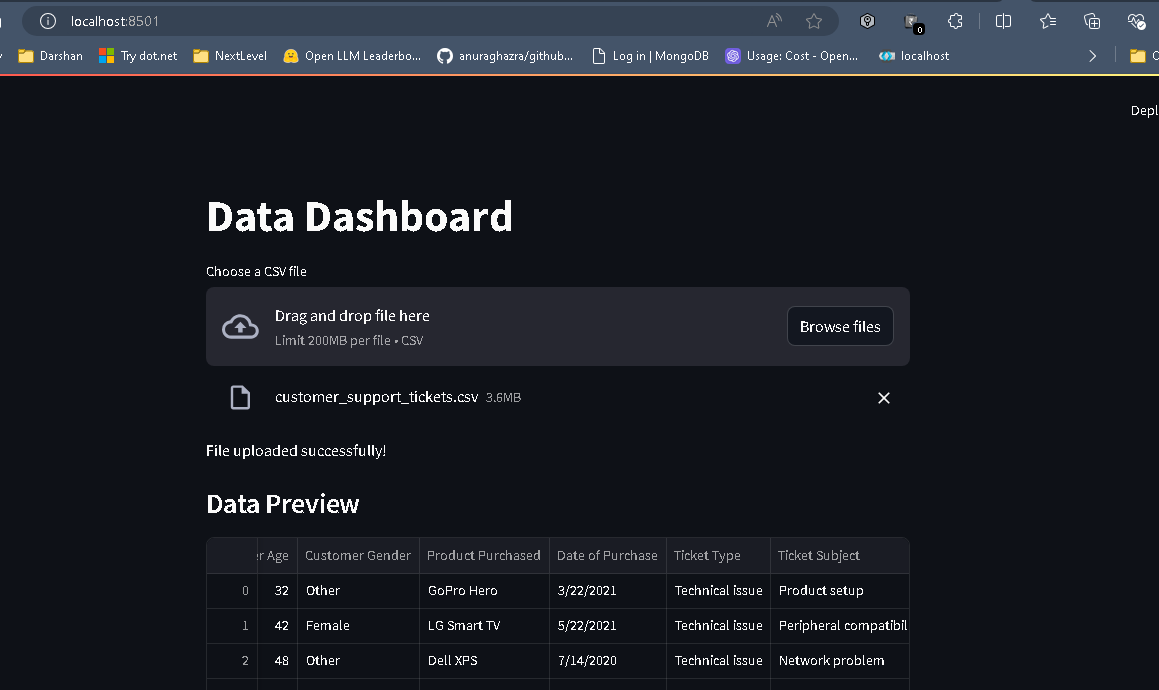 localhost:8501
A 0
Darshan Try dot.net NextLevel Open LLM Leaderbo... anuraghazra/github... Log in | MongoDB Usage: Cost - Open... localhost
Depl
Data Dashboard
Choose a CSV file
Drag and drop file here
Limit 200MB per file • CSV
Browse files
customer_support_tickets.csv 3.6MB
File uploaded successfully!
Data Preview
er Age Customer Gender Product Purchased Date of Purchase Ticket Type Ticket Subject
0 32 Other GoPro Hero 3/22/2021 Technical issue Product setup
1 42 Female LG Smart TV 5/22/2021 Technical issue Peripheral compatibil
2 48 Other Dell XPS 7/14/2020 Technical issue Network problem